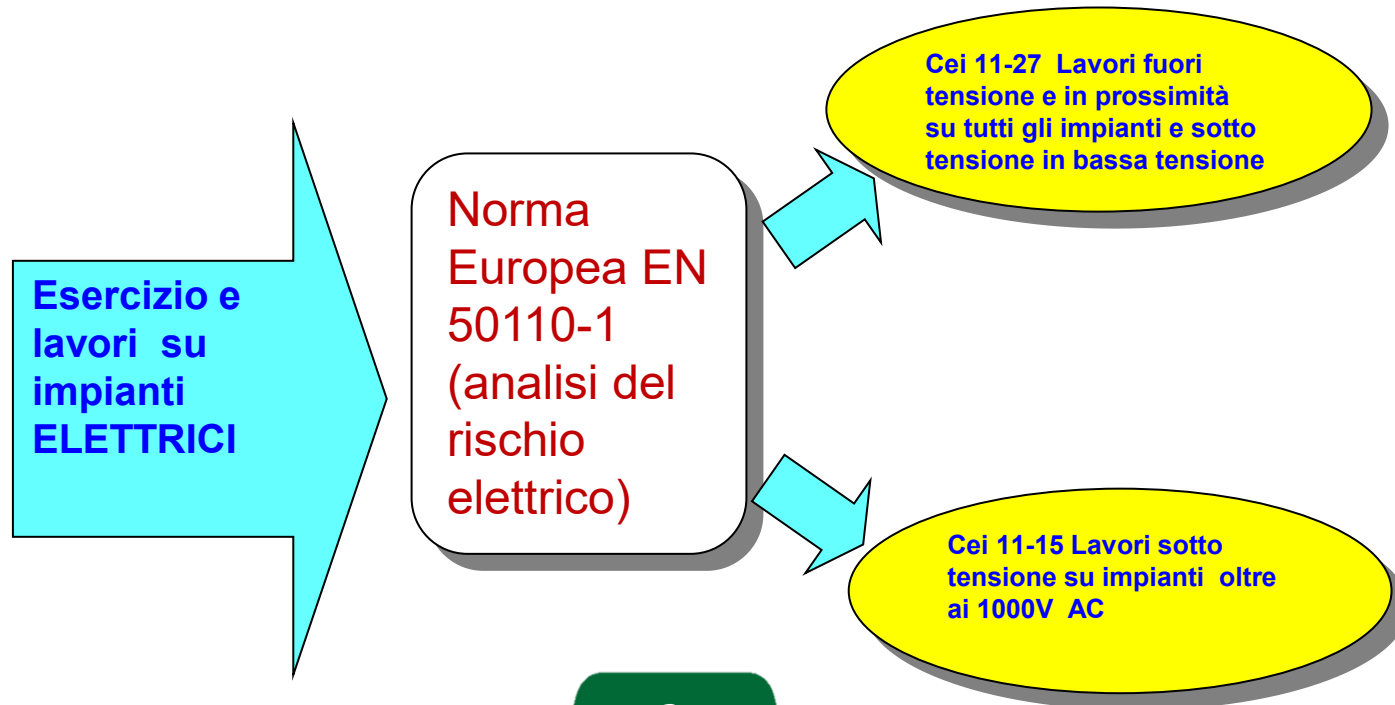 Esercizio e
lavori su
impianti
ELETTRICI
Norma
Europea EN
50110-1
(analisi del
rischio
elettrico)
Cei 11-27 Lavori fuori
tensione e in prossimità
su tutti gli impianti e sotto
tensione in bassa tensione
Cei 11-15 Lavori sotto
tensione su impianti oltre
ai 1000V AC